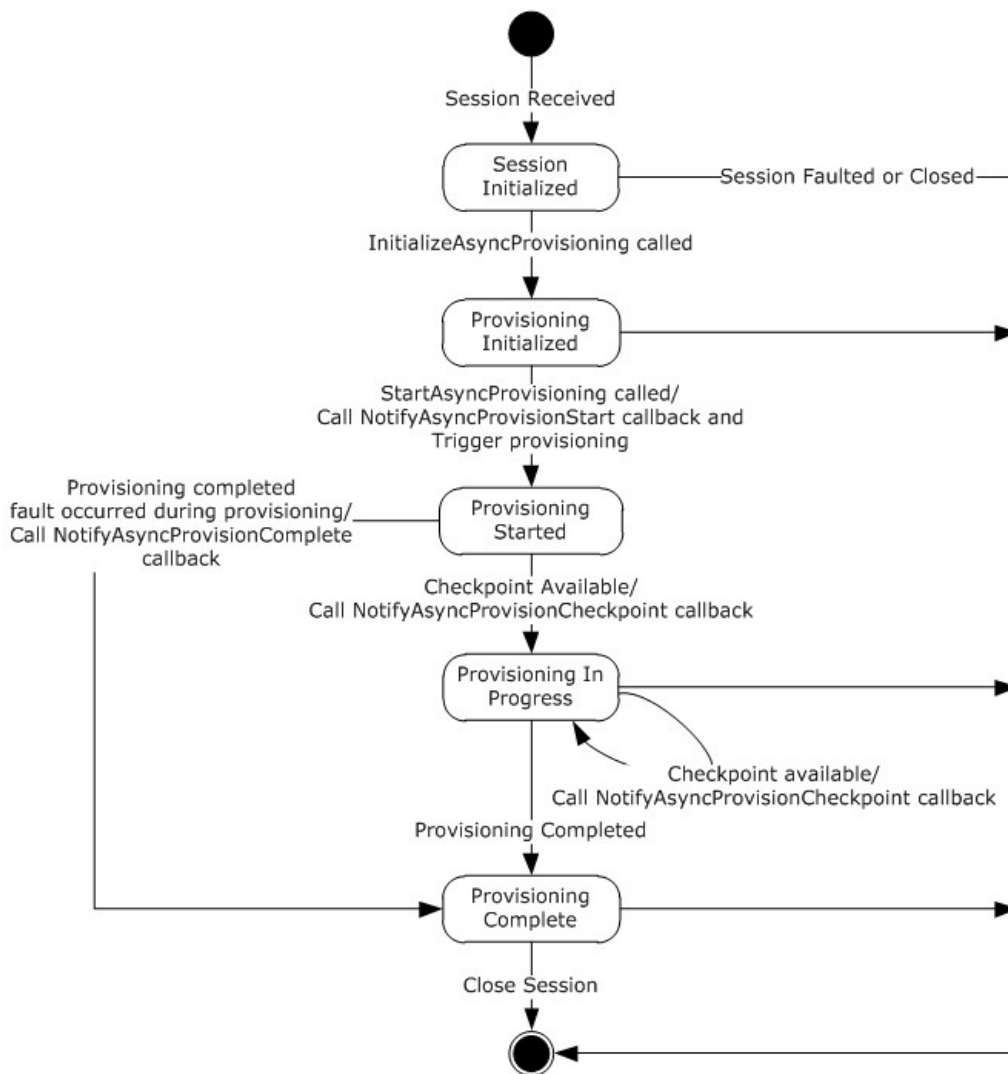 Session Received
Session
Initialized
Session Faulted or Closed
InitializeAsyncProvisioning called
Provisioning
Initialized
StartAsyncProvisioning called/
Call NotifyAsyncProvisionStart callback and
Trigger provisioning
Provisioning completed
fault occurred during provisioning/
Call NotifyAsyncProvisionComplete
callback
Provisioning
Started
Checkpoint Available/
Call NotifyAsyncProvisionCheckpoint callback
Provisioning In
Progress
Checkpoint available/
Call NotifyAsyncProvisionCheckpoint callback
Provisioning Completed
Provisioning
Complete
Close Session